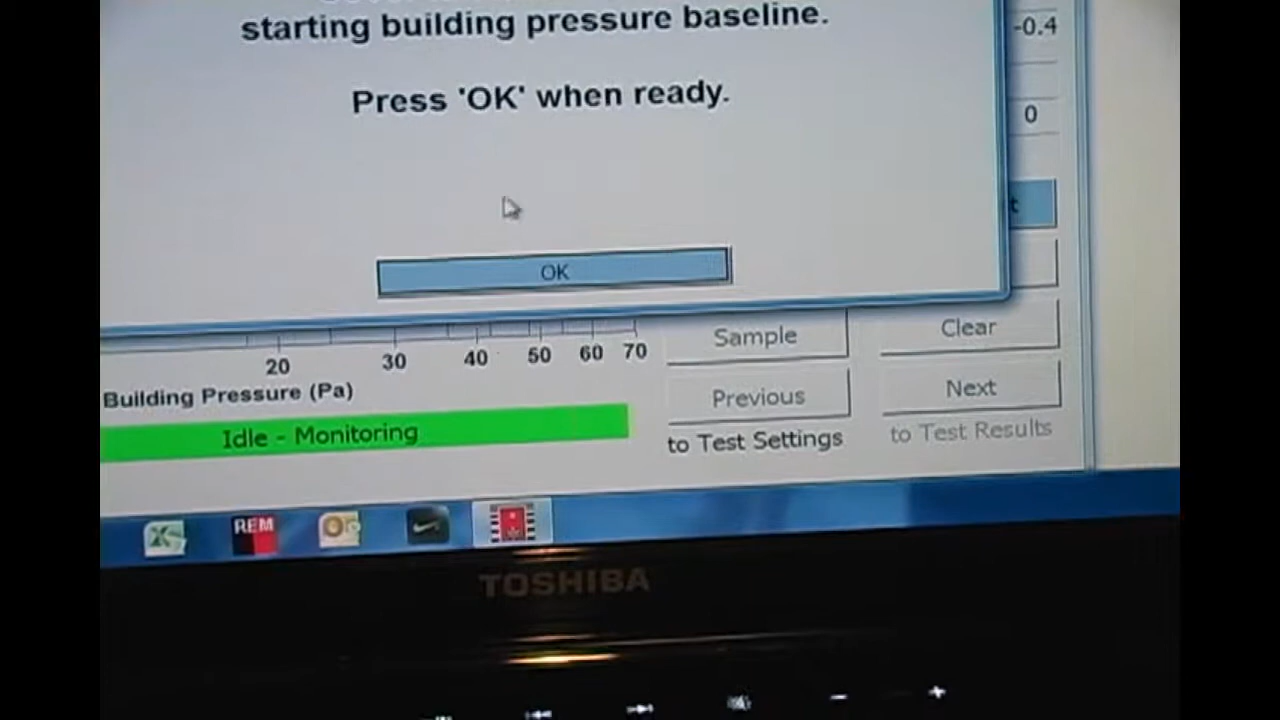 starting building pressure baseline.
-0.4
Press 'OK' when ready.
0
t
OK
Sample
Clear
20 30 40 50 60 70
Building Pressure (Pa)
Previous
Next
Idle - Monitoring
to Test Settings
to Test Results
REM
TOSHIBA